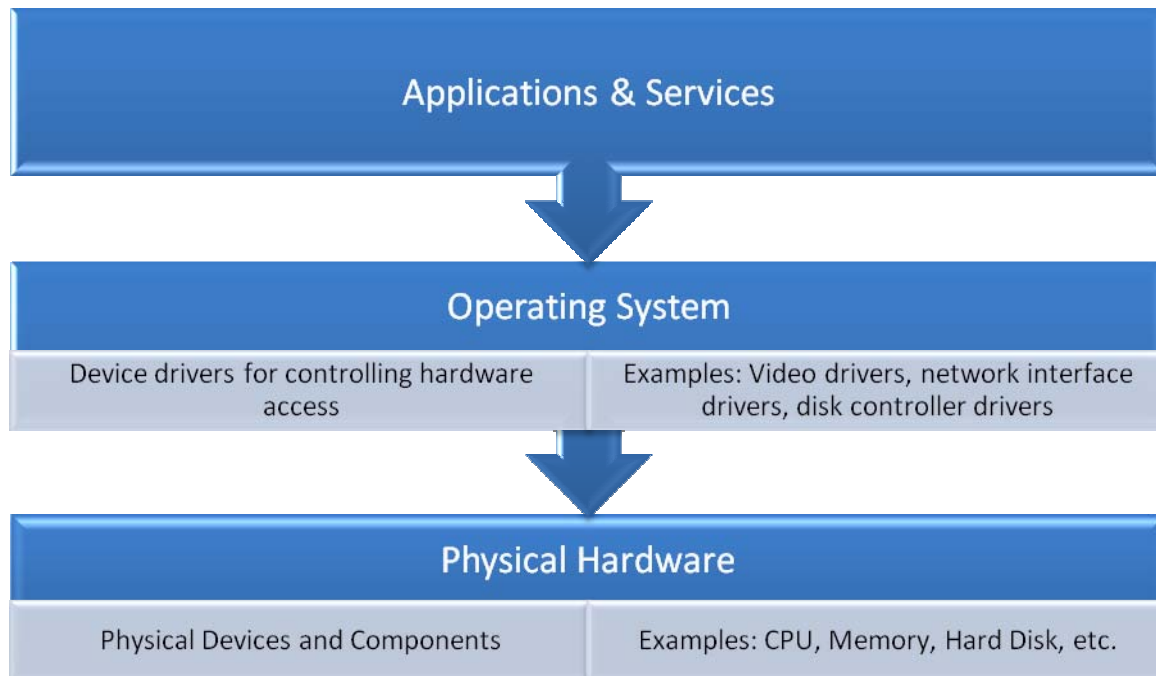 Applications & Services
Operating System
Device drivers for controlling hardware
access
Examples: Video drivers, network interface
drivers, disk controller drivers
Physical Hardware
Physical Devices and Components
Examples: CPU, Memory, Hard Disk, etc.